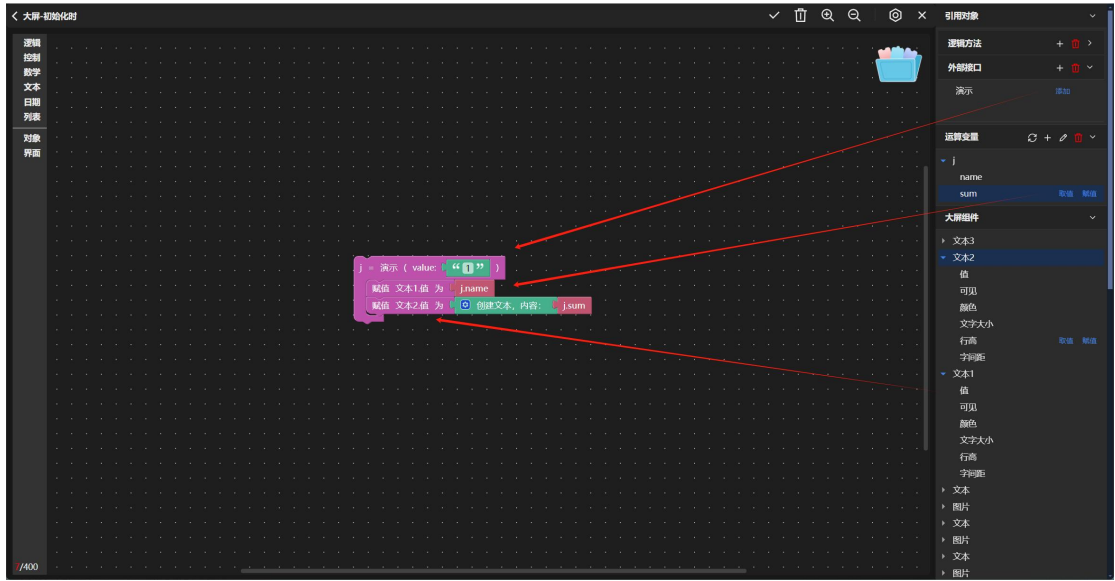 大屏-初始化时
逻辑
控制
数学
文本
日期
列表
对象
界面
j = 演示 ( value: “ 1 ” )
赋值 文本1.值 为 j.name
赋值 文本2.值 为 创建文本，内容： j.sum
/400
引用对象
逻辑方法
外部接口
演示 添加
运算变量
j
name
sum 取值 赋值
大屏组件
文本3
文本2
值
可见
颜色
文字大小
行高 取值 赋值
字间距
文本1
值
可见
颜色
文字大小
行高
字间距
文本
图片
文本
图片
文本
图片